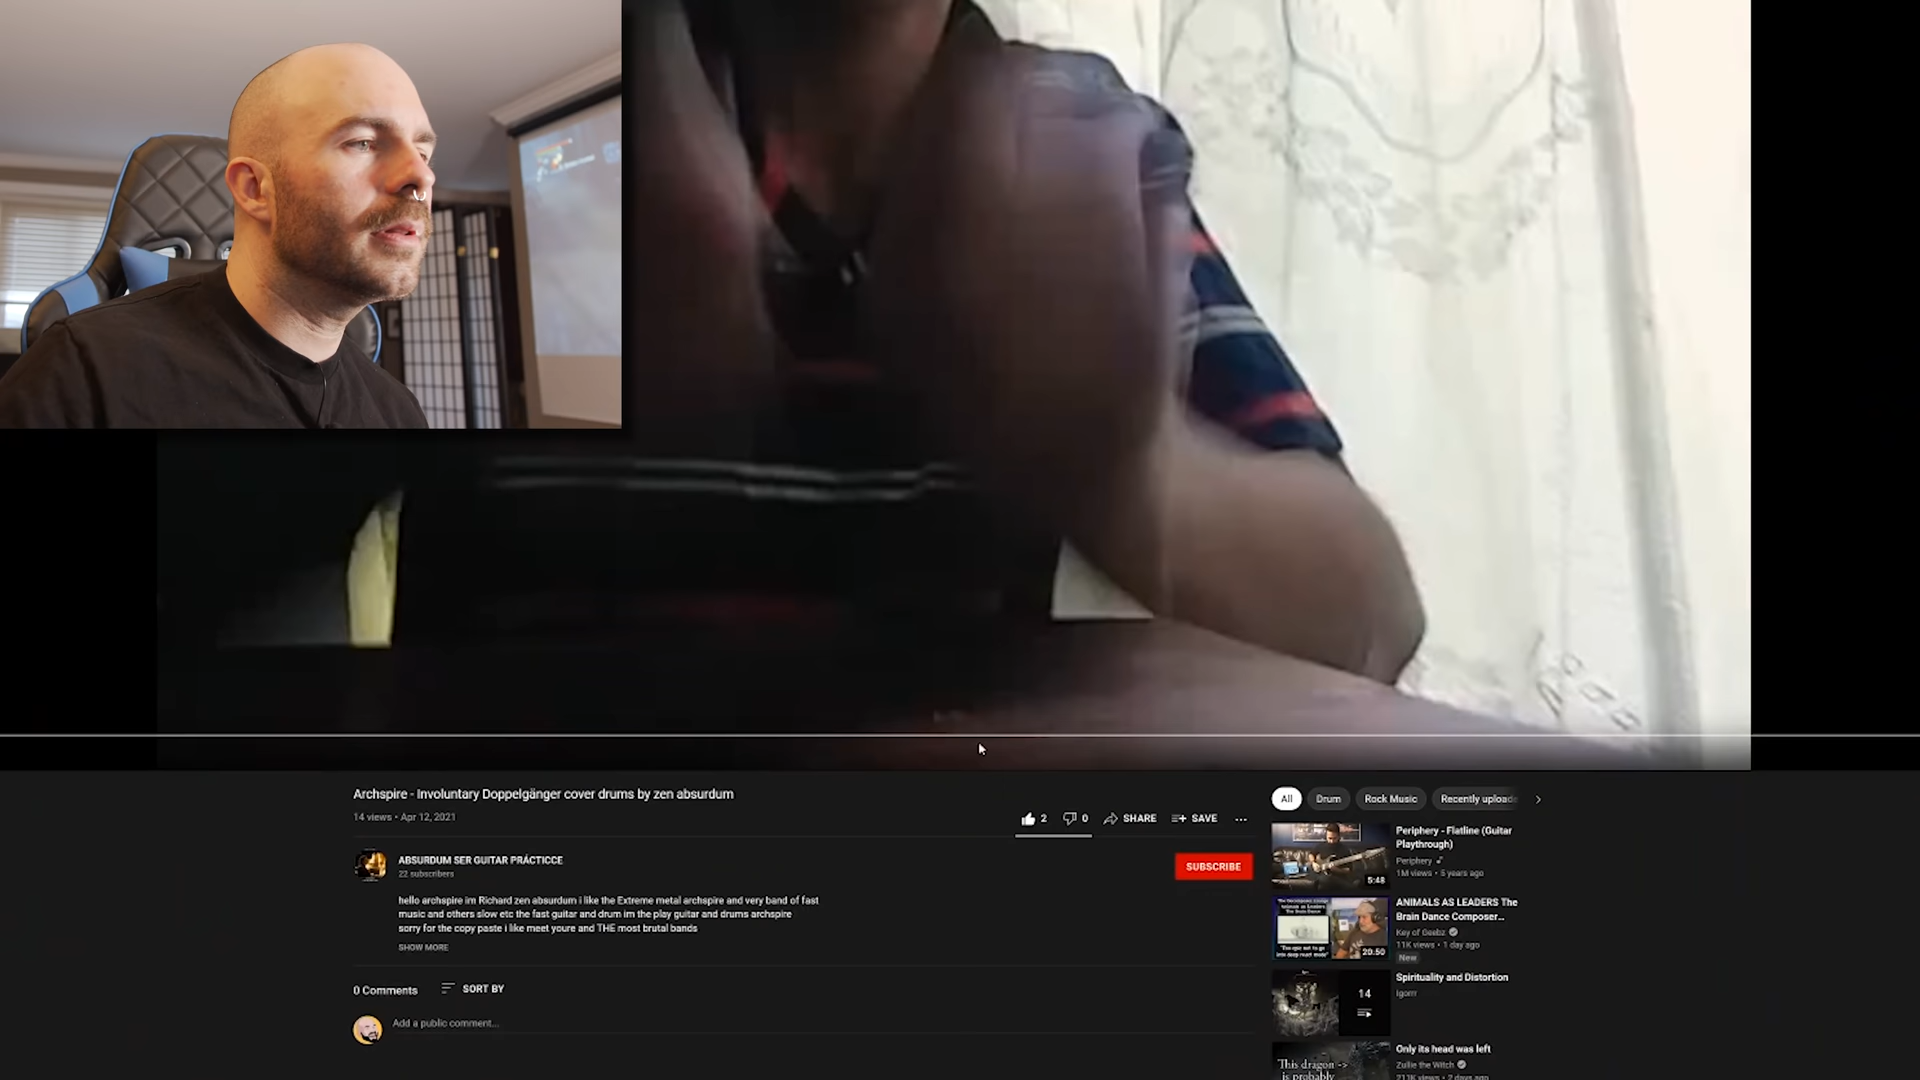 Archspire - Involuntary Doppelgänger cover drums by zen absurdum
14 views • Apr 12, 2021
2
0
SHARE
SAVE
ABSURDUM SER GUITAR PRÁCTICCE
22 subscribers
SUBSCRIBE
hello archspire im Richard zen absurdum i like the Extreme metal archspire and very band of fast
music and others slow etc the fast guitar and drum im the play guitar and drums archspire
sorry for the copy paste i like meet youre and THE most brutal bands
SHOW MORE
0 Comments
SORT BY
Add a public comment...
All
Drum
Rock Music
Recently uploade
Periphery - Flatline (Guitar
Playthrough)
Periphery
1M views • 5 years ago
5:48
ANIMALS AS LEADERS The
Brain Dance Composer...
Key of Geebz
11K views • 1 day ago
New
20:50
Spirituality and Distortion
Igorrr
14
Only its head was left
Zullie the Witch
211K views • 2 days ago
This dragon ->
is probably